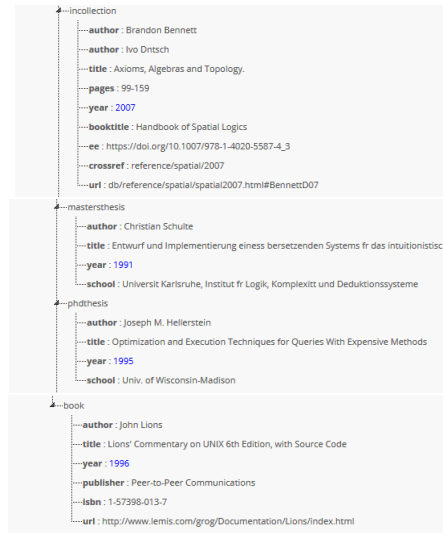 incollection
author : Brandon Bennett
author : Ivo Dntsch
title : Axioms, Algebras and Topology.
pages : 99-159
year : 2007
booktitle : Handbook of Spatial Logics
ee : https://doi.org/10.1007/978-1-4020-5587-4_3
crossref : reference/spatial/2007
url : db/reference/spatial/spatial2007.html#BennettD07
mastersthesis
author : Christian Schulte
title : Entwurf und Implementierung einess bersetzenden Systems fr das intuitionistisc
year : 1991
school : Universit Karlsruhe, Institut fr Logik, Komplexitt und Deduktionssysteme
phdthesis
author : Joseph M. Hellerstein
title : Optimization and Execution Techniques for Queries With Expensive Methods
year : 1995
school : Univ. of Wisconsin-Madison
book
author : John Lions
title : Lions' Commentary on UNIX 6th Edition, with Source Code
year : 1996
publisher : Peer-to-Peer Communications
isbn : 1-57398-013-7
url : http://www.lemis.com/grog/Documentation/Lions/index.html